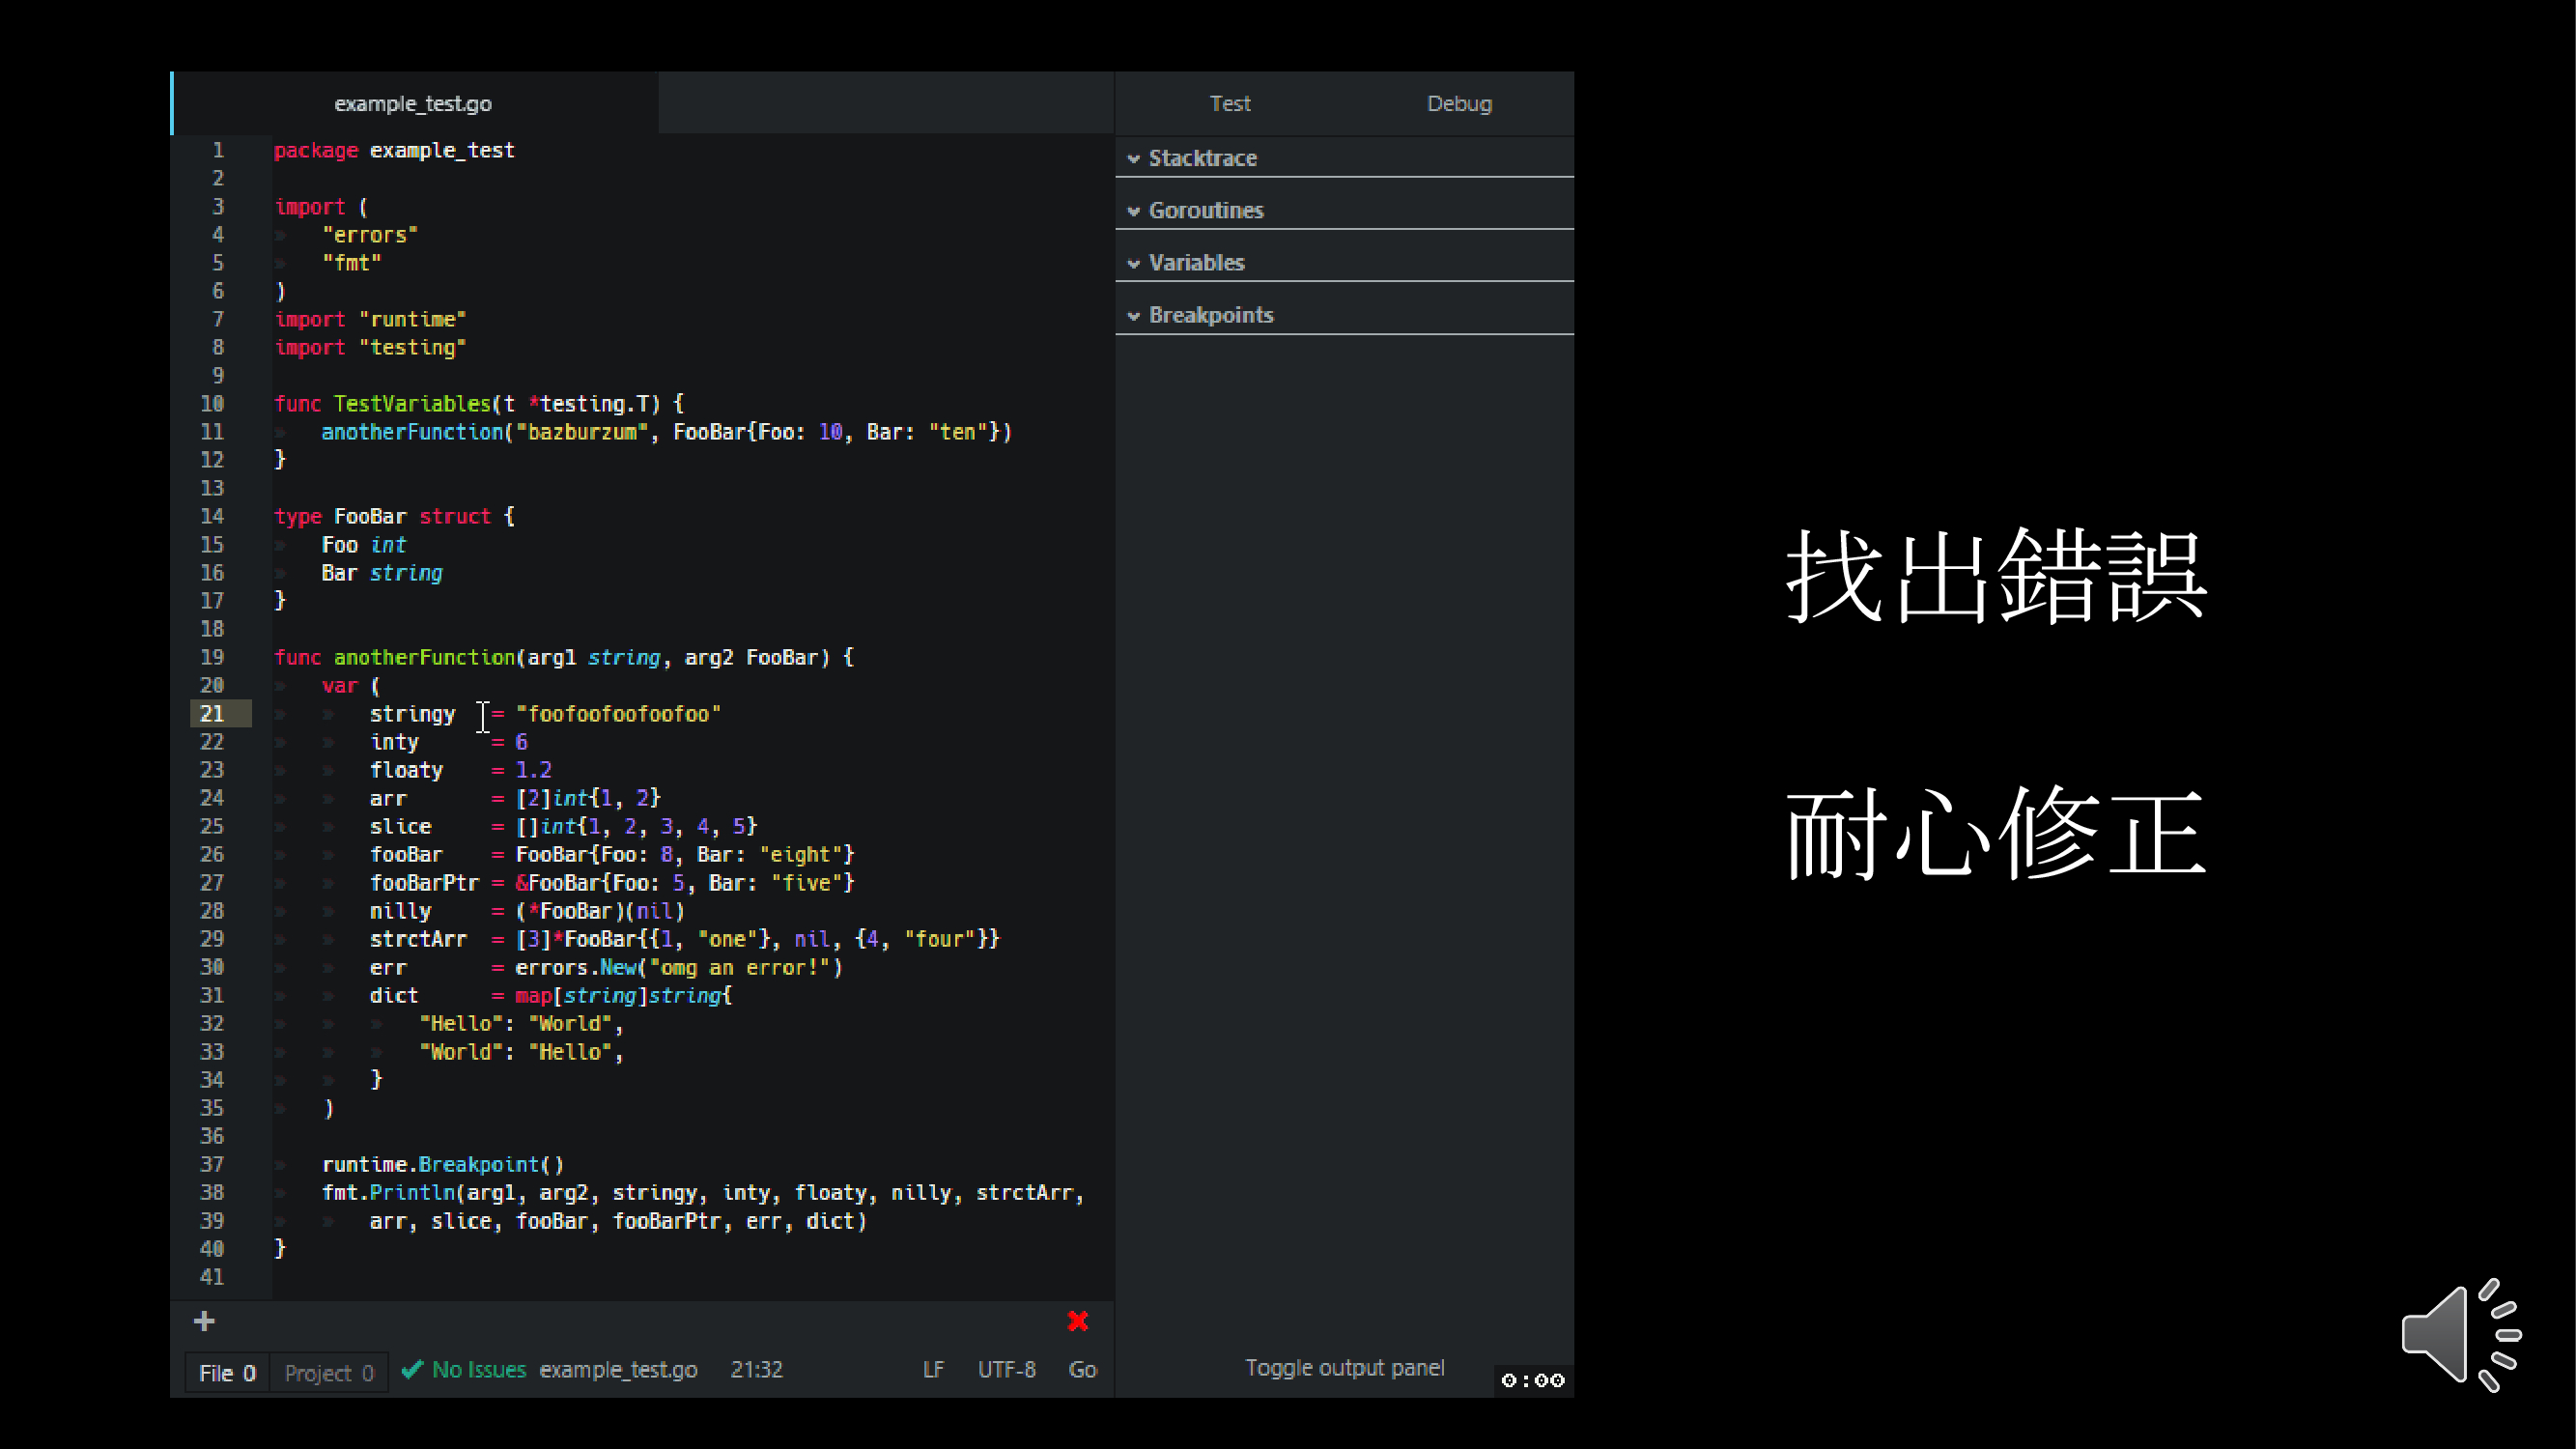 example_test.go
Test Debug
1 package example_test
2
3 import (
4 "errors"
5 "fmt"
6 )
7 import "runtime"
8 import "testing"
9
10 func TestVariables(t *testing.T) {
11 anotherFunction("bazburzum", FooBar{Foo: 10, Bar: "ten"})
12 }
13
14 type FooBar struct {
15 Foo int
16 Bar string
17 }
18
19 func anotherFunction(arg1 string, arg2 FooBar) {
20 var (
21 stringy = "foofoofoofoofoo"
22 inty = 6
23 floaty = 1.2
24 arr = [2]int{1, 2}
25 slice = []int{1, 2, 3, 4, 5}
26 fooBar = FooBar{Foo: 8, Bar: "eight"}
27 fooBarPtr = &FooBar{Foo: 5, Bar: "five"}
28 nilly = (*FooBar)(nil)
29 strctArr = [3]*FooBar{{1, "one"}, nil, {4, "four"}}
30 err = errors.New("omg an error!")
31 dict = map[string]string{
32 "Hello": "World",
33 "World": "Hello",
34 }
35 )
36
37 runtime.Breakpoint()
38 fmt.Println(arg1, arg2, stringy, inty, floaty, nilly, strctArr,
39 arr, slice, fooBar, fooBarPtr, err, dict)
40 }
41
Stacktrace
Goroutines
Variables
Breakpoints
File 0 Project 0 No Issues example_test.go 21:32 LF UTF-8 Go
Toggle output panel
0:00
找出錯誤
耐心修正